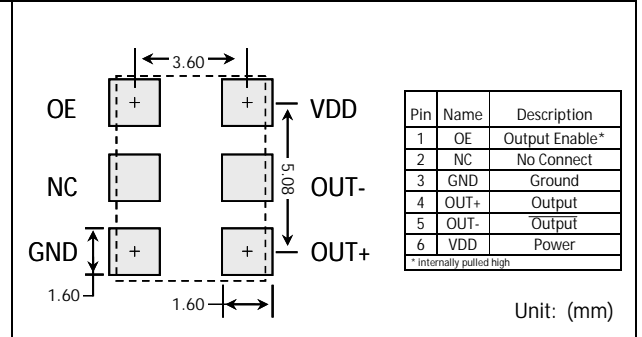 3.60
OE
VDD
NC
5.08
OUT-
GND
OUT+
1.60
1.60
Pin Name Description
1 OE Output Enable*
2 NC No Connect
3 GND Ground
4 OUT+ Output
5 OUT- Output
6 VDD Power
* internally pulled high
Unit: (mm)